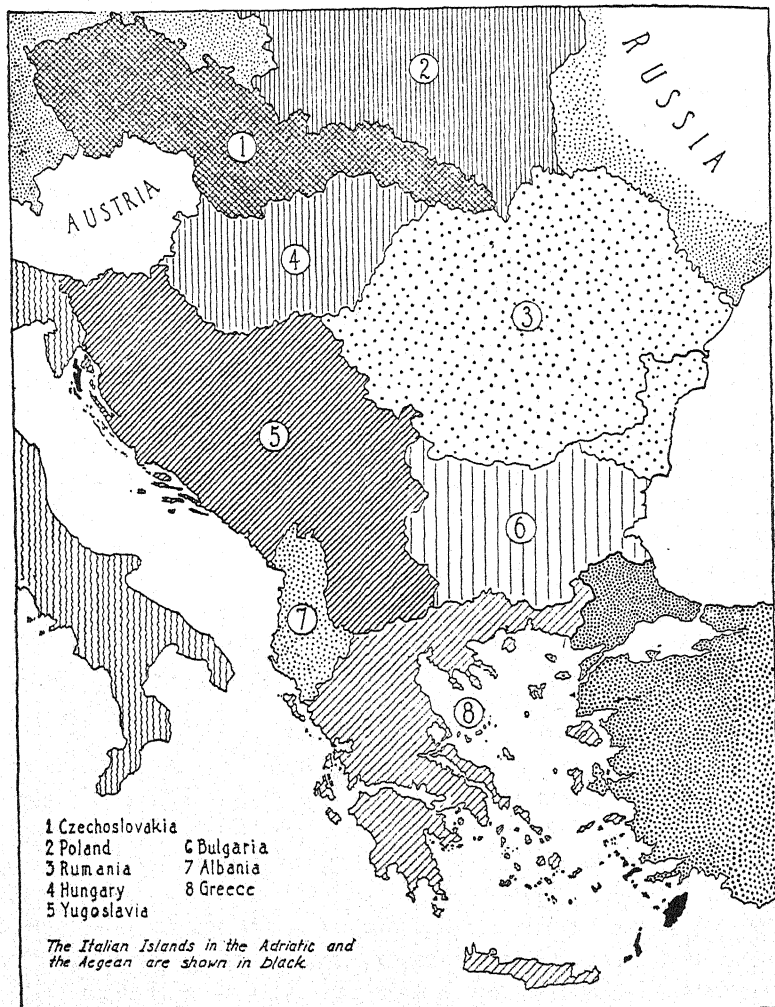 RUSSIA
2
1
AUSTRIA
4
3
5
6
7
8
1 Czechoslovakia
2 Poland
3 Rumania
4 Hungary
5 Yugoslavia
6 Bulgaria
7 Albania
8 Greece
The Italian Islands in the Adriatic and
the Aegean are shown in black.